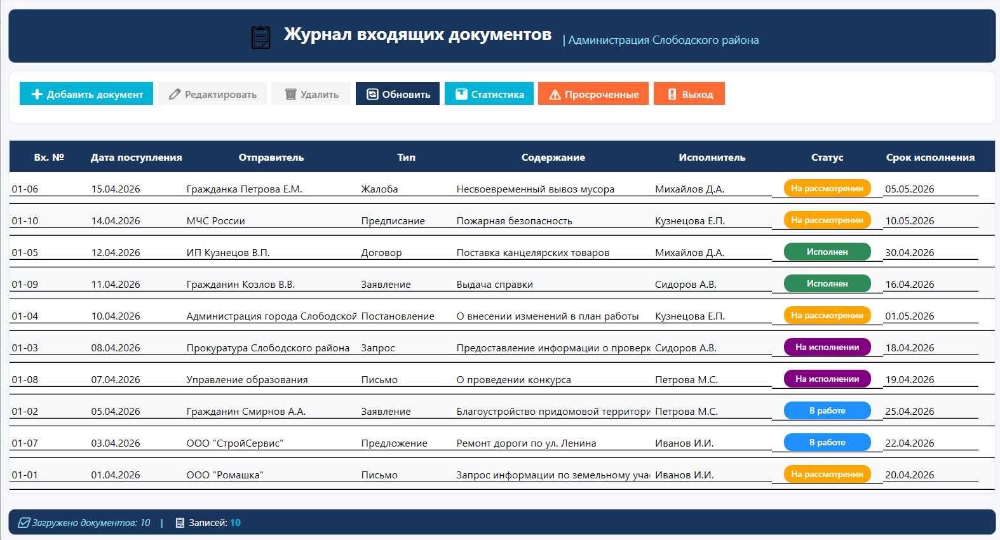 Журнал входящих документов | Администрация Слободского района
Добавить документ Редактировать Удалить Обновить Статистика Просроченные Выход
Вх. № Дата поступления Отправитель Тип Содержание Исполнитель Статус Срок исполнения
01-06 15.04.2026 Гражданка Петрова Е.М. Жалоба Несвоевременный вывоз мусора Михайлов Д.А. На рассмотрении 05.05.2026
01-10 14.04.2026 МЧС России Предписание Пожарная безопасность Кузнецова Е.П. На рассмотрении 10.05.2026
01-05 12.04.2026 ИП Кузнецов В.П. Договор Поставка канцелярских товаров Михайлов Д.А. Исполнен 30.04.2026
01-09 11.04.2026 Гражданин Козлов В.В. Заявление Выдача справки Сидоров А.В. Исполнен 16.04.2026
01-04 10.04.2026 Администрация города Слободской Постановление О внесении изменений в план работы Кузнецова Е.П. На рассмотрении 01.05.2026
01-03 08.04.2026 Прокуратура Слободского района Запрос Предоставление информации о проверк Сидоров А.В. На исполнении 18.04.2026
01-08 07.04.2026 Управление образования Письмо О проведении конкурса Петрова М.С. На исполнении 19.04.2026
01-02 05.04.2026 Гражданин Смирнов А.А. Заявление Благоустройство придомовой территори Петрова М.С. В работе 25.04.2026
01-07 03.04.2026 ООО "СтройСервис" Предложение Ремонт дороги по ул. Ленина Иванов И.И. В работе 22.04.2026
01-01 01.04.2026 ООО "Ромашка" Письмо Запрос информации по земельному учас Иванов И.И. На рассмотрении 20.04.2026
Загружено документов: 10 | Записей: 10